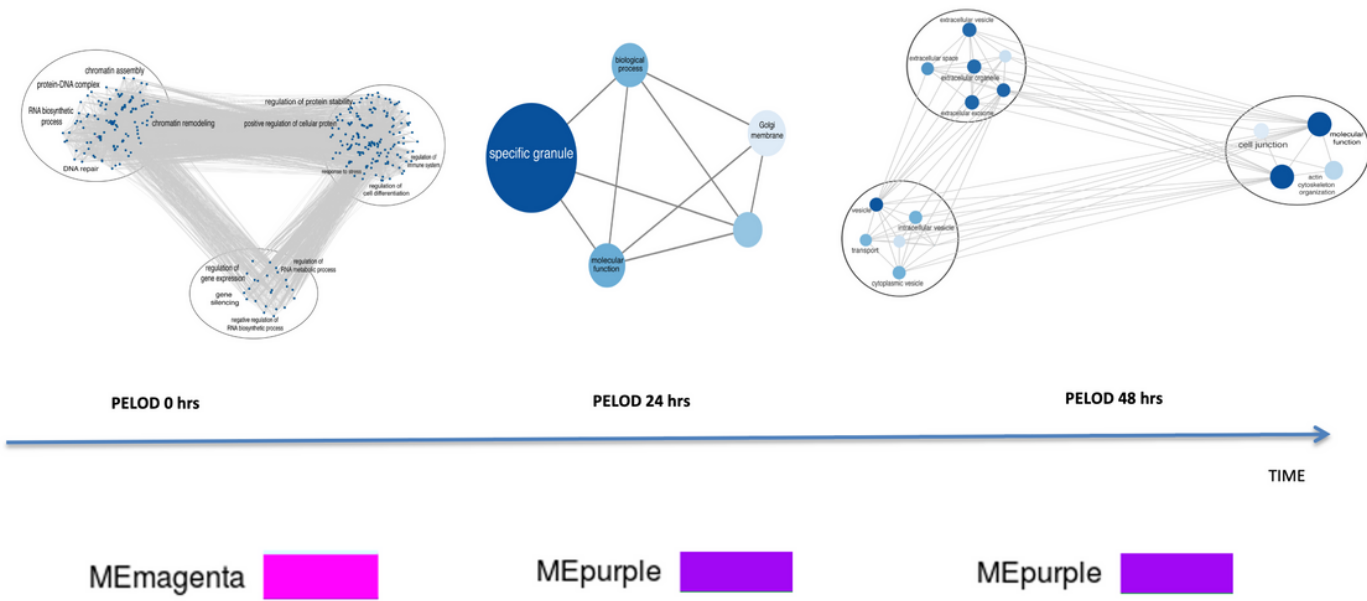 chromatin assembly
protein-DNA complex
RNA biosynthetic
process
chromatin remodeling
DNA repair
regulation of protein stability
positive regulation of cellular protein
regulation of
immune system
response to stress
regulation of
cell differentiation
regulation of
gene expression
regulation of
RNA metabolic process
gene
silencing
negative regulation of
RNA biosynthetic process
biological
process
specific granule
Golgi
membrane
molecular
function
extracellular vesicle
extracellular space
extracellular organelle
extracellular exosome
vesicle
intracellular vesicle
transport
cytoplasmic vesicle
molecular
function
cell junction
actin
cytoskeleton
organization
PELOD 0 hrs
PELOD 24 hrs
PELOD 48 hrs
TIME
MEmagenta
MEpurple
MEpurple